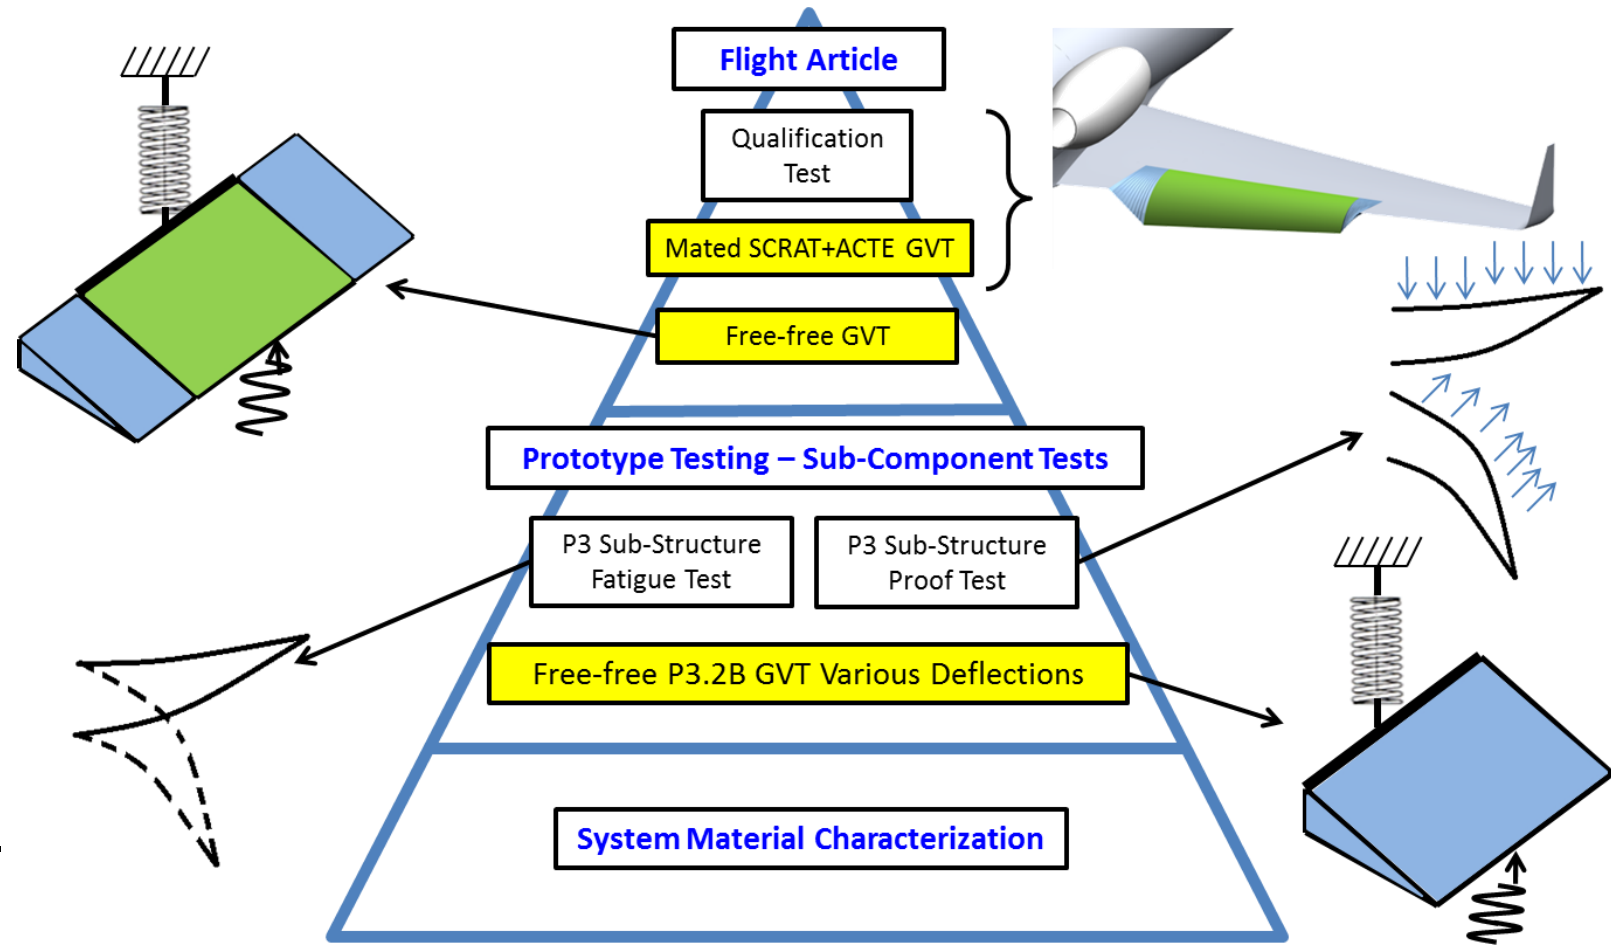 Flight Article
Qualification
Test
Mated SCRAT+ACTE GVT
Free-free GVT
Prototype Testing – Sub-Component Tests
P3 Sub-Structure
Fatigue Test
P3 Sub-Structure
Proof Test
Free-free P3.2B GVT Various Deflections
System Material Characterization